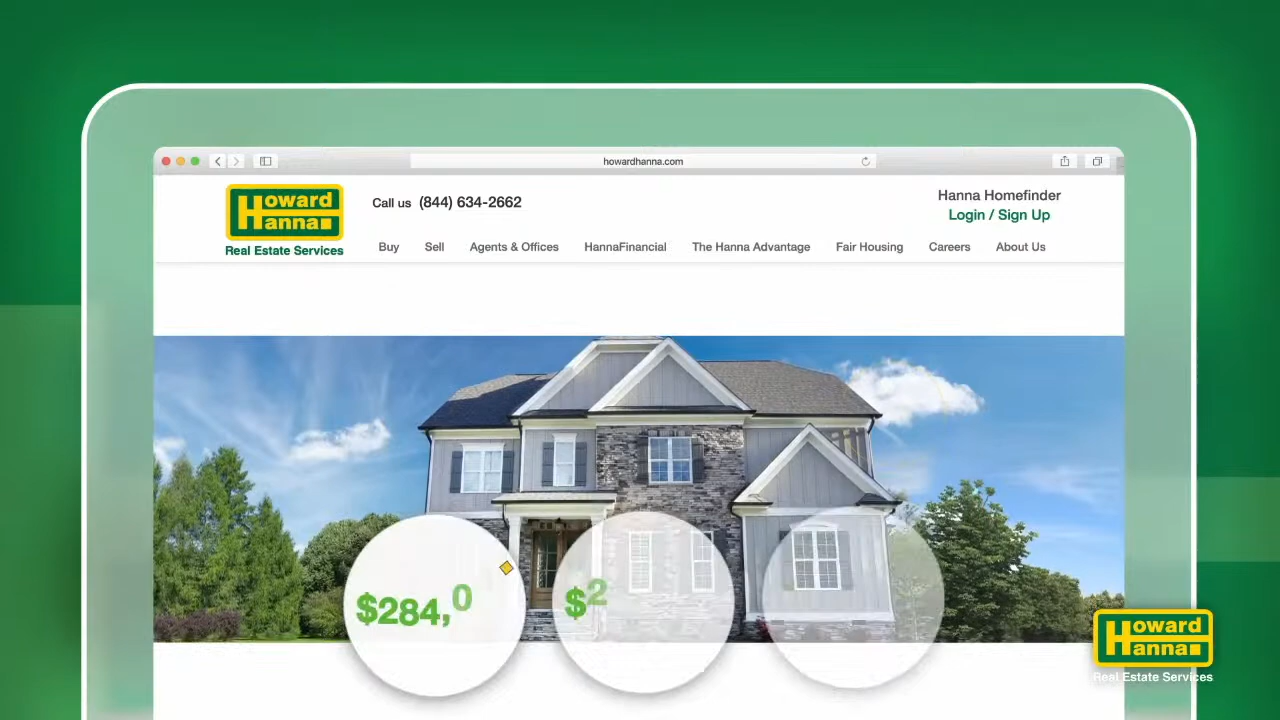 howardhanna.com
Howard
Hanna
Real Estate Services
Call us (844) 634-2662
Hanna Homefinder
Login / Sign Up
Buy Sell Agents & Offices HannaFinancial The Hanna Advantage Fair Housing Careers About Us
$284,0
$2
Howard
Hanna
Real Estate Services